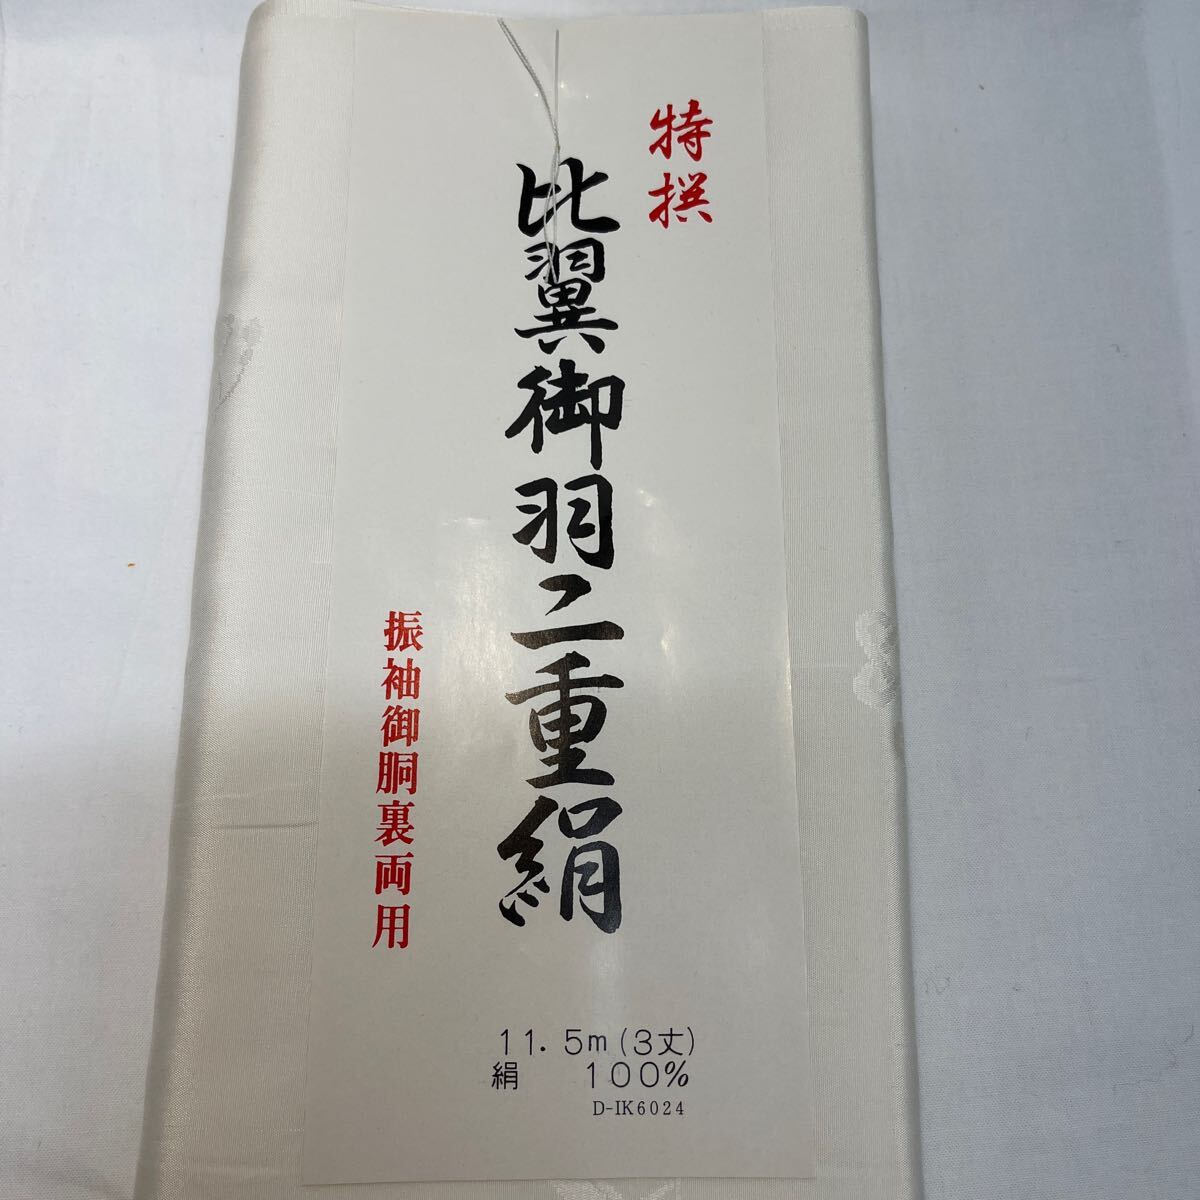 特撰
比翼御羽二重絹
振袖御胴裏両用
11.5m(3丈)
絹 100%
D-IK6024